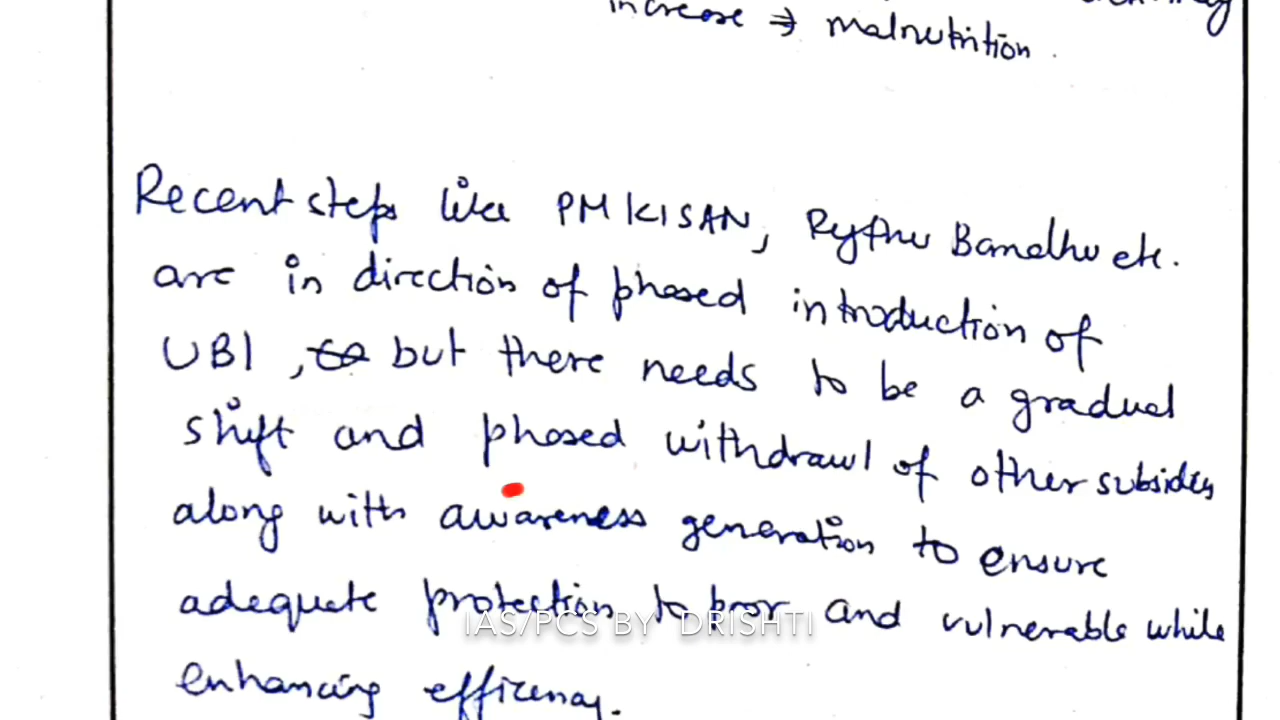 increase → malnutrition.
Recent steps like PM KISAN, Rythu Bandhu etc.
are in direction of phased introduction of
UBI, but there needs to be a gradual
shift and phased withdrawl of other subsidies
along with awareness generation to ensure
adequate protection to poor and vulnerable while
IAS/PCS BY DRISHTI
enhancing efficiency.